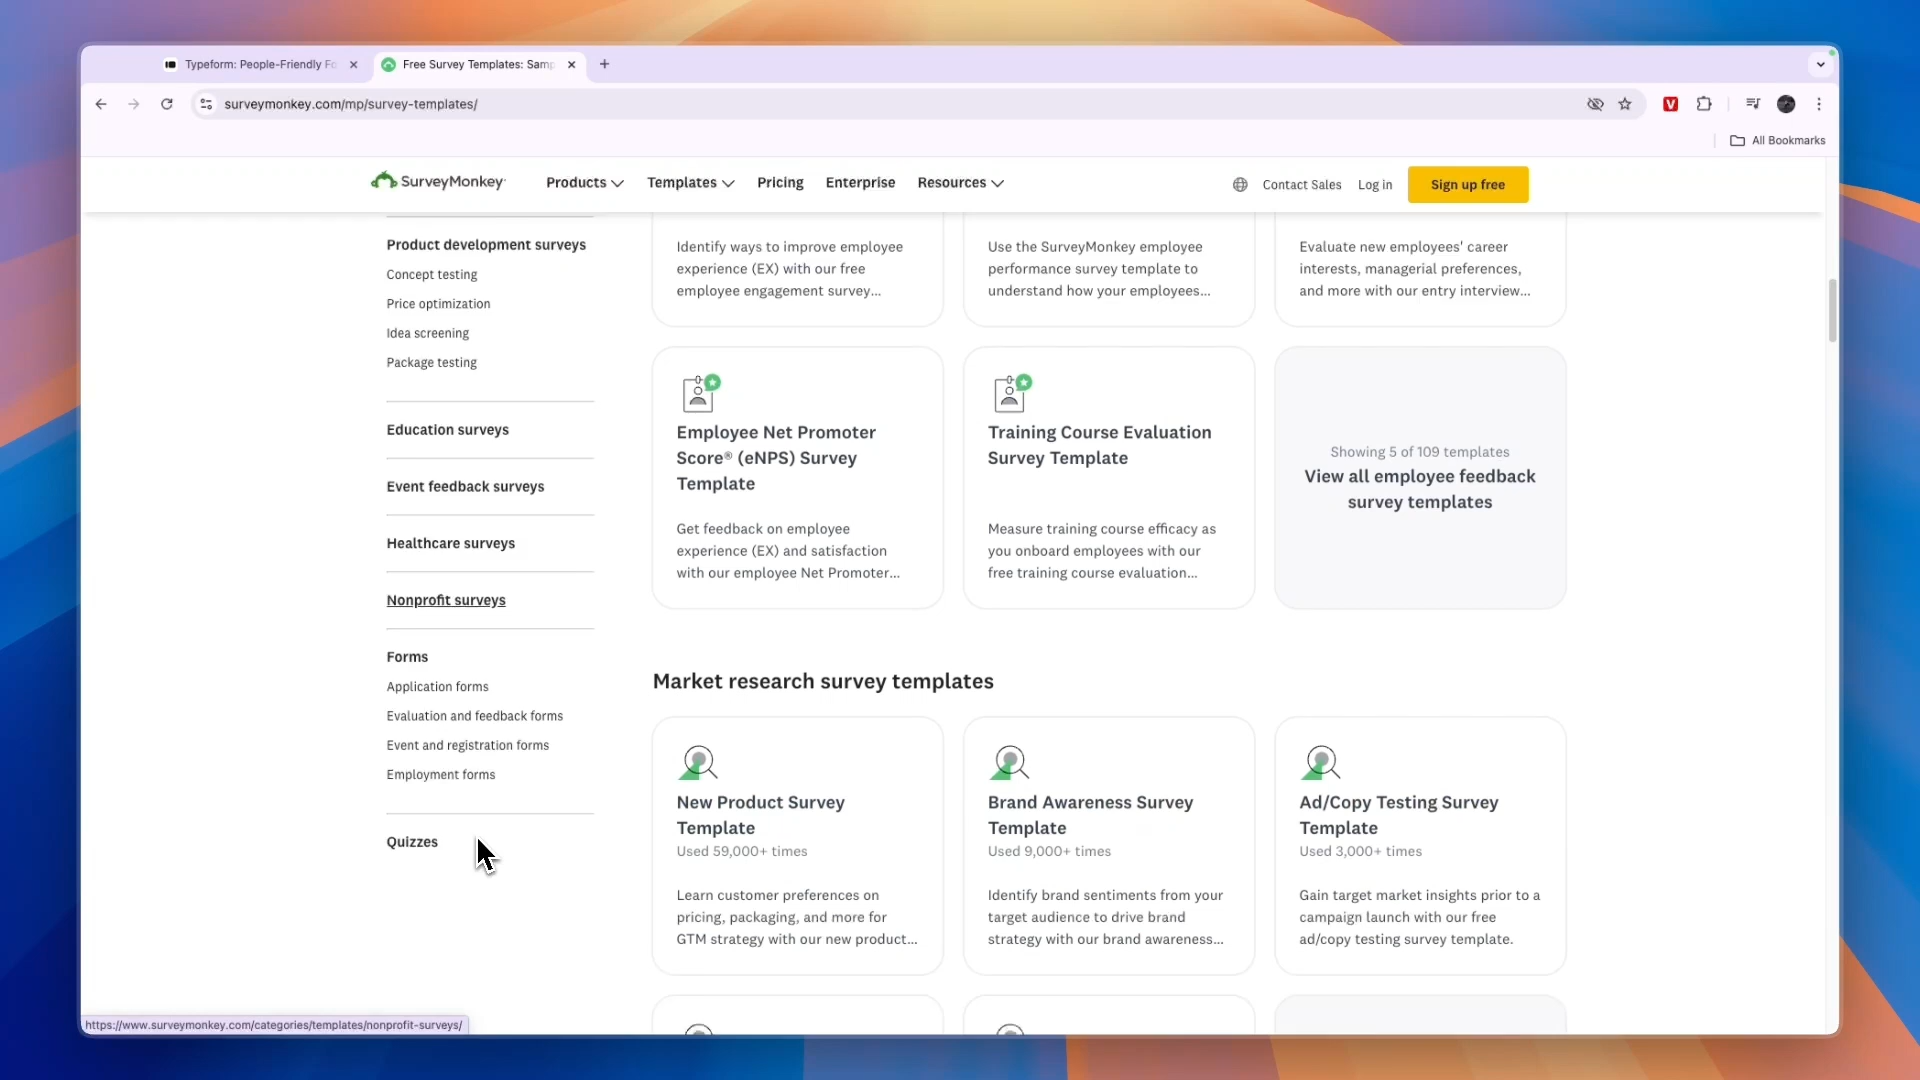 Typeform: People-Friendly Fo
Free Survey Templates: Samp
surveymonkey.com/mp/survey-templates/
All Bookmarks
SurveyMonkey
Products
Templates
Pricing
Enterprise
Resources
Contact Sales
Log in
Sign up free
Product development surveys
Concept testing
Price optimization
Idea screening
Package testing
Education surveys
Event feedback surveys
Healthcare surveys
Nonprofit surveys
Forms
Application forms
Evaluation and feedback forms
Event and registration forms
Employment forms
Quizzes
Identify ways to improve employee
experience (EX) with our free
employee engagement survey...
Use the SurveyMonkey employee
performance survey template to
understand how your employees...
Evaluate new employees' career
interests, managerial preferences,
and more with our entry interview...
Employee Net Promoter
Score® (eNPS) Survey
Template
Get feedback on employee
experience (EX) and satisfaction
with our employee Net Promoter...
Training Course Evaluation
Survey Template
Measure training course efficacy as
you onboard employees with our
free training course evaluation...
Showing 5 of 109 templates
View all employee feedback
survey templates
Market research survey templates
New Product Survey
Template
Used 59,000+ times
Learn customer preferences on
pricing, packaging, and more for
GTM strategy with our new product...
Brand Awareness Survey
Template
Used 9,000+ times
Identify brand sentiments from your
target audience to drive brand
strategy with our brand awareness...
Ad/Copy Testing Survey
Template
Used 3,000+ times
Gain target market insights prior to a
campaign launch with our free
ad/copy testing survey template.
https://www.surveymonkey.com/categories/templates/nonprofit-surveys/